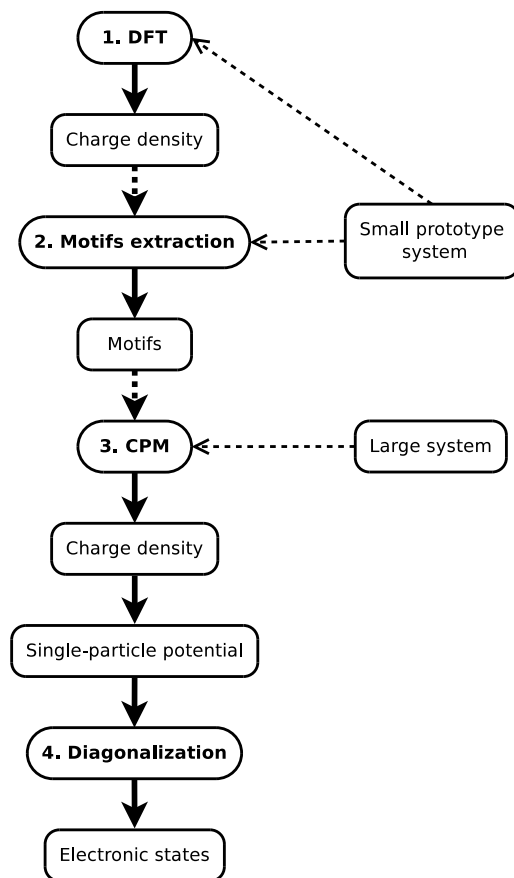 1. DFT
Charge density
Small prototype
system
2. Motifs extraction
Motifs
3. CPM
Large system
Charge density
Single-particle potential
4. Diagonalization
Electronic states